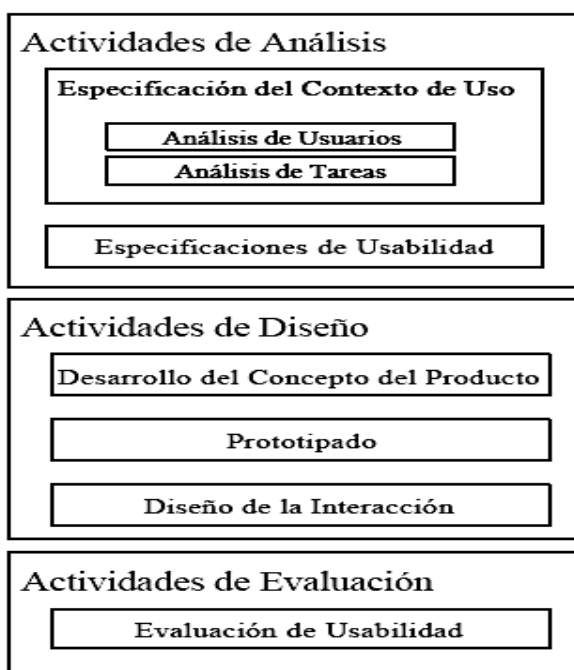 Actividades de Análisis
Especificación del Contexto de Uso
Análisis de Usuarios
Análisis de Tareas
Especificaciones de Usabilidad
Actividades de Diseño
Desarrollo del Concepto del Producto
Prototipado
Diseño de la Interacción
Actividades de Evaluación
Evaluación de Usabilidad